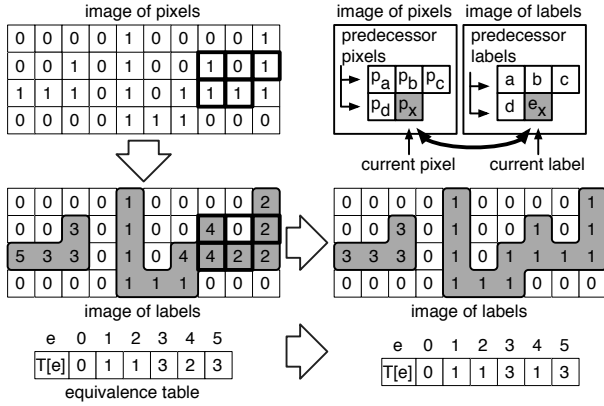 image of pixels
0 0 0 0 1 0 0 0 0 1
0 0 1 0 1 0 0 1 0 1
1 1 1 0 1 0 1 1 1 1
0 0 0 0 1 1 1 0 0 0
image of pixels
predecessor
pixels
pa pb pc
pd px
current pixel
image of labels
predecessor
labels
a b c
d ex
current label
0 0 0 0 1 0 0 0 0 2
0 0 3 0 1 0 0 4 0 2
5 3 3 0 1 0 4 4 2 2
0 0 0 0 1 1 1 0 0 0
image of labels
e 0 1 2 3 4 5
T[e] 0 1 1 3 2 3
equivalence table
0 0 0 0 1 0 0 0 0 1
0 0 3 0 1 0 0 1 0 1
3 3 3 0 1 0 1 1 1 1
0 0 0 0 1 1 1 0 0 0
image of labels
e 0 1 2 3 4 5
T[e] 0 1 1 3 1 3